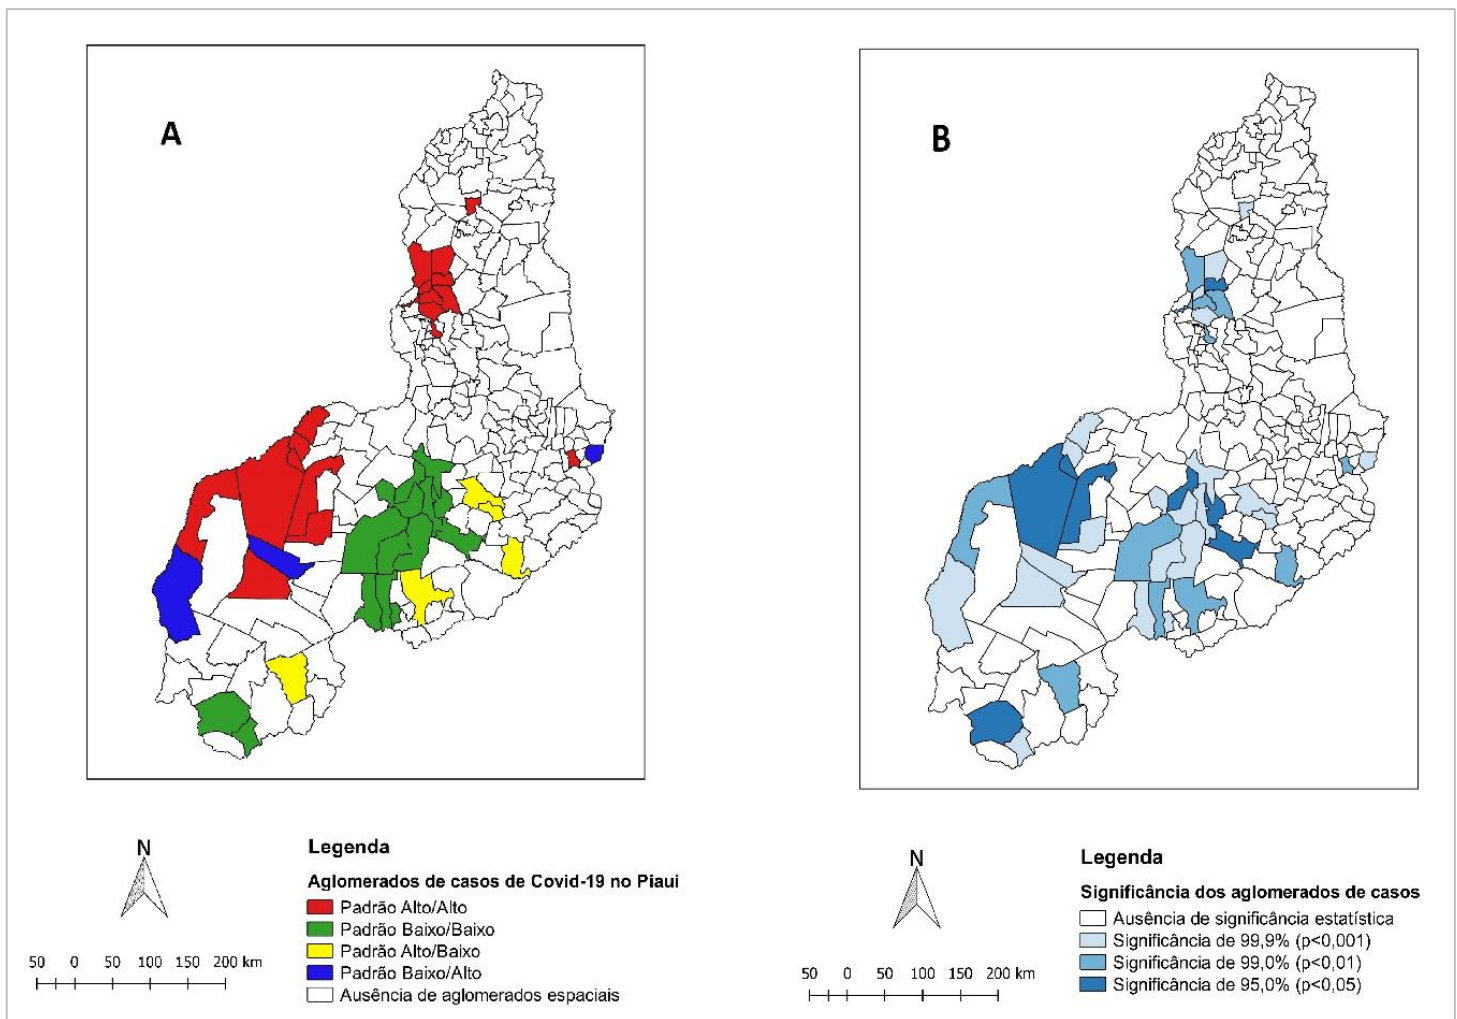 A
N
50 0 50 100 150 200 km
Legenda
Aglomerados de casos de Covid-19 no Piaui
Padrão Alto/Alto
Padrão Baixo/Baixo
Padrão Alto/Baixo
Padrão Baixo/Alto
Ausência de aglomerados espaciais
B
N
50 0 50 100 150 200 km
Legenda
Significância dos aglomerados de casos
Ausência de significância estatística
Significância de 99,9% (p<0,001)
Significância de 99,0% (p<0,01)
Significância de 95,0% (p<0,05)